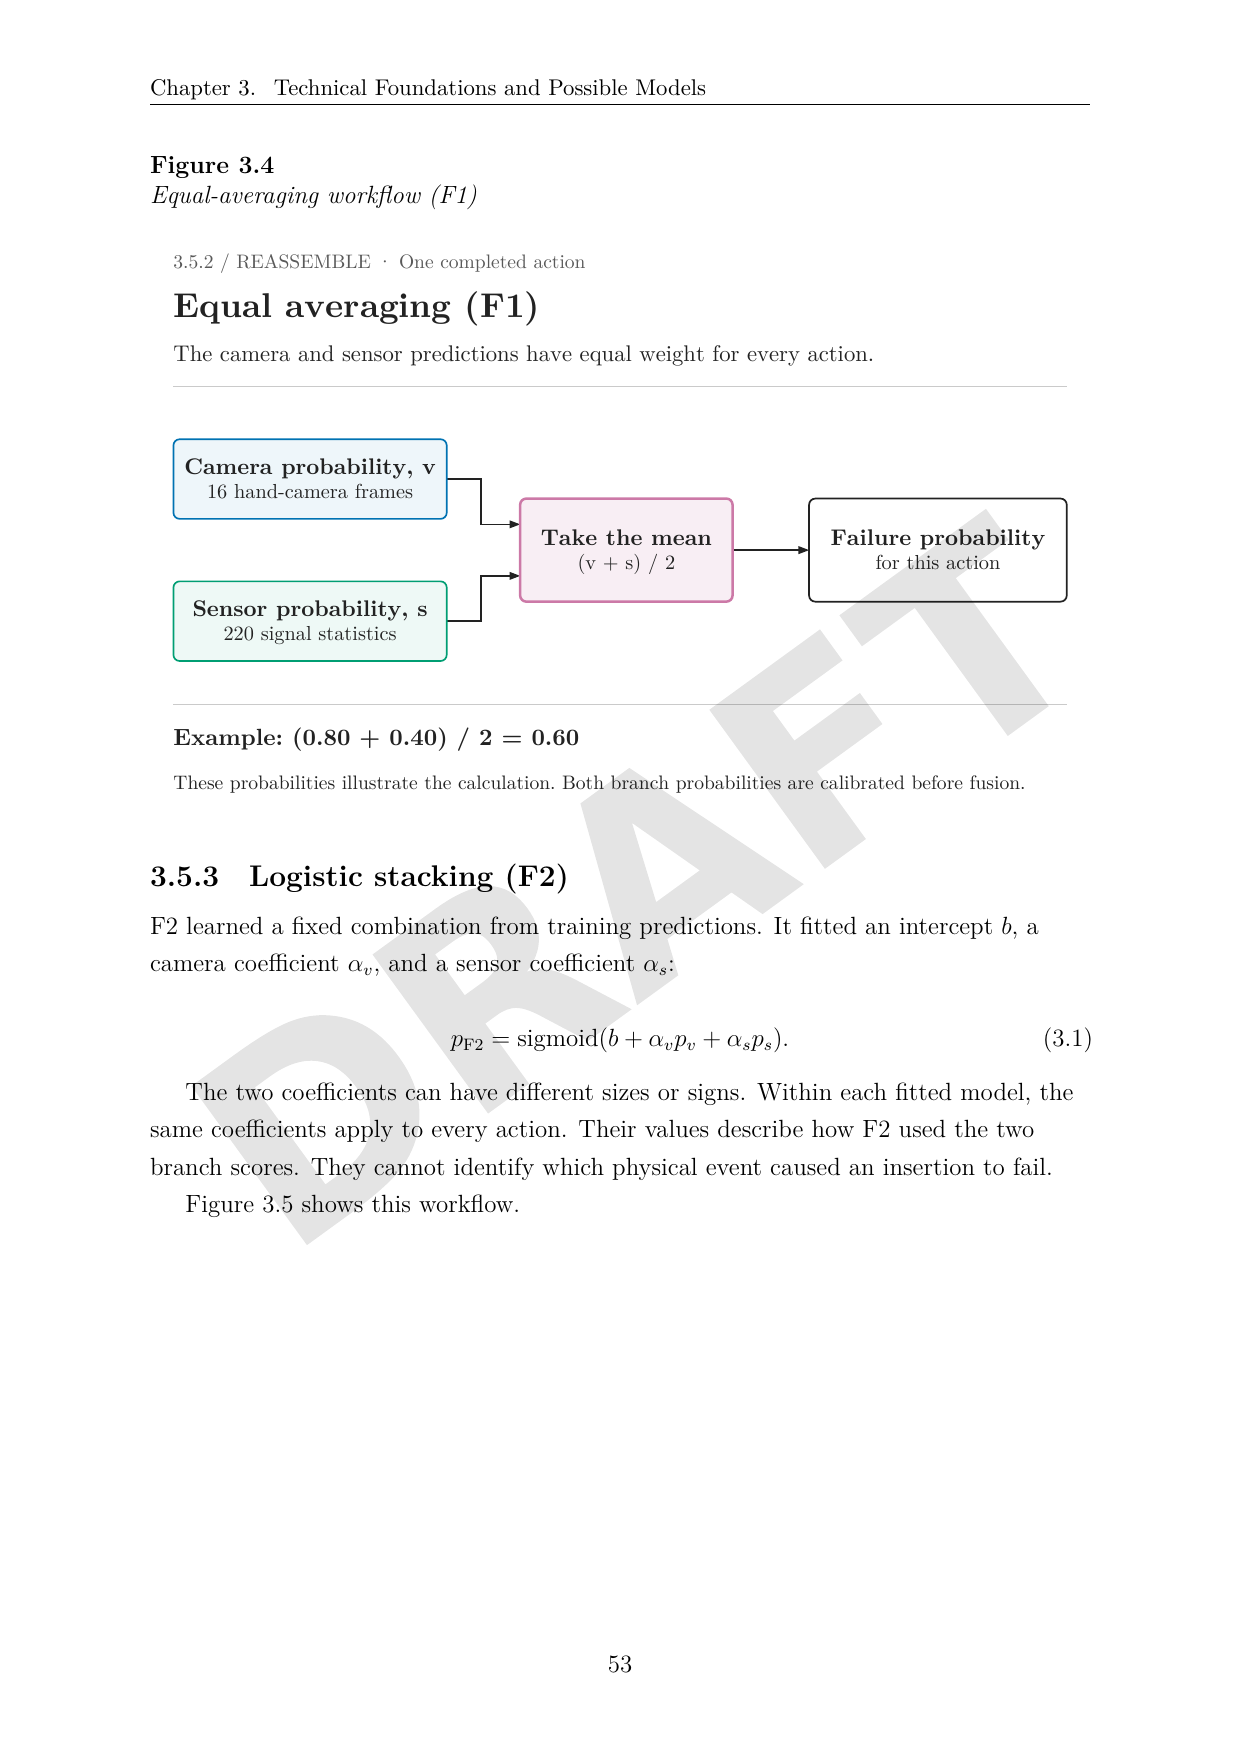 Chapter 3. Technical Foundations and Possible Models
Figure 3.4
Equal-averaging workflow (F1)
3.5.2 / REASSEMBLE · One completed action
Equal averaging (F1)
The camera and sensor predictions have equal weight for every action.
Camera probability, v
16 hand-camera frames
Sensor probability, s
220 signal statistics
Take the mean
(v + s) / 2
Failure probability
for this action
Example: (0.80 + 0.40) / 2 = 0.60
These probabilities illustrate the calculation. Both branch probabilities are calibrated before fusion.
3.5.3 Logistic stacking (F2)
F2 learned a fixed combination from training predictions. It fitted an intercept b, a
camera coefficient αᵥ, and a sensor coefficient αₛ:
p_F2 = sigmoid(b + αᵥpᵥ + αₛpₛ). (3.1)
The two coefficients can have different sizes or signs. Within each fitted model, the
same coefficients apply to every action. Their values describe how F2 used the two
branch scores. They cannot identify which physical event caused an insertion to fail.
Figure 3.5 shows this workflow.
DRAFT
53